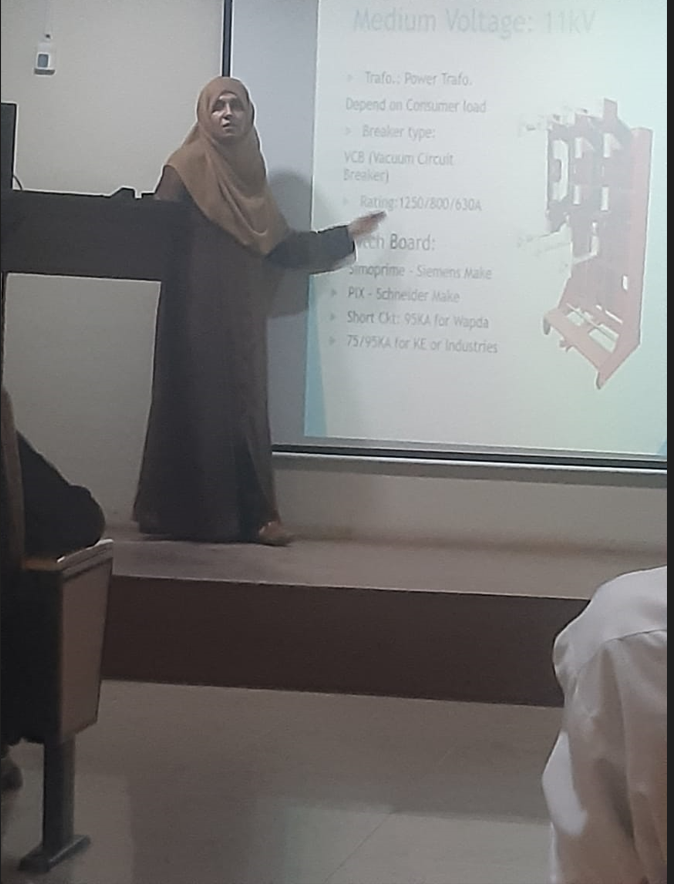 Medium Voltage: 11kV
Trafo.: Power Trafo.
Depend on Consumer load
Breaker type:
VCB (Vacuum Circuit
Breaker)
Rating:1250/800/630A
tch Board:
Simoprime - Siemens Make
PIX - Schneider Make
Short Ckt: 95KA for Wapda
75/95KA for KE or Industries